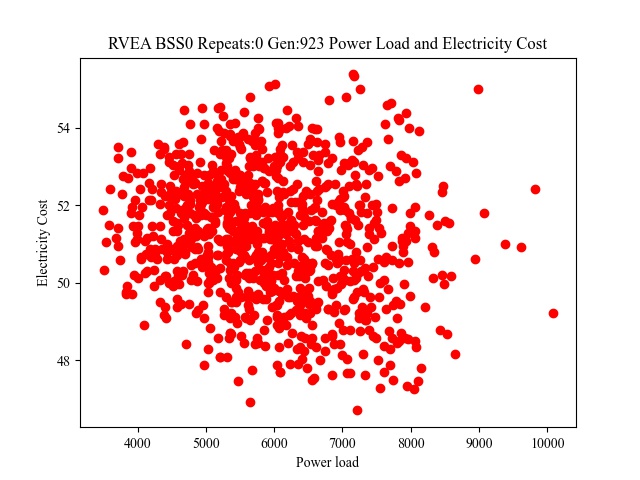 RVEA BSS0 Repeats:0 Gen:923 Power Load and Electricity Cost
54
52
50
48
Electricity Cost
4000 5000 6000 7000 8000 9000 10000
Power load